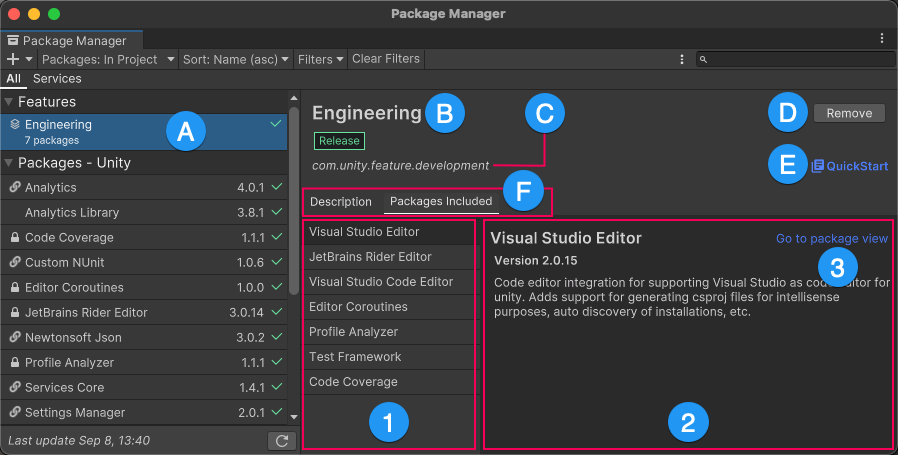 Package Manager
Package Manager
Packages: In Project
Sort: Name (asc)
Filters
Clear Filters
All
Services
Features
Engineering
7 packages
A
Packages - Unity
Analytics 4.0.1
Analytics Library 3.8.1
Code Coverage 1.1.1
Custom NUnit 1.0.6
Editor Coroutines 1.0.0
JetBrains Rider Editor 3.0.14
Newtonsoft Json 3.0.2
Profile Analyzer 1.1.1
Services Core 1.4.1
Settings Manager 2.0.1
Last update Sep 8, 13:40
Engineering
B
C
D
Remove
Release
com.unity.feature.development
E
QuickStart
F
Description
Packages Included
Visual Studio Editor
JetBrains Rider Editor
Visual Studio Code Editor
Editor Coroutines
Profile Analyzer
Test Framework
Code Coverage
1
Visual Studio Editor
Go to package view
Version 2.0.15
3
Code editor integration for supporting Visual Studio as code editor for
unity. Adds support for generating csproj files for intellisense
purposes, auto discovery of installations, etc.
2